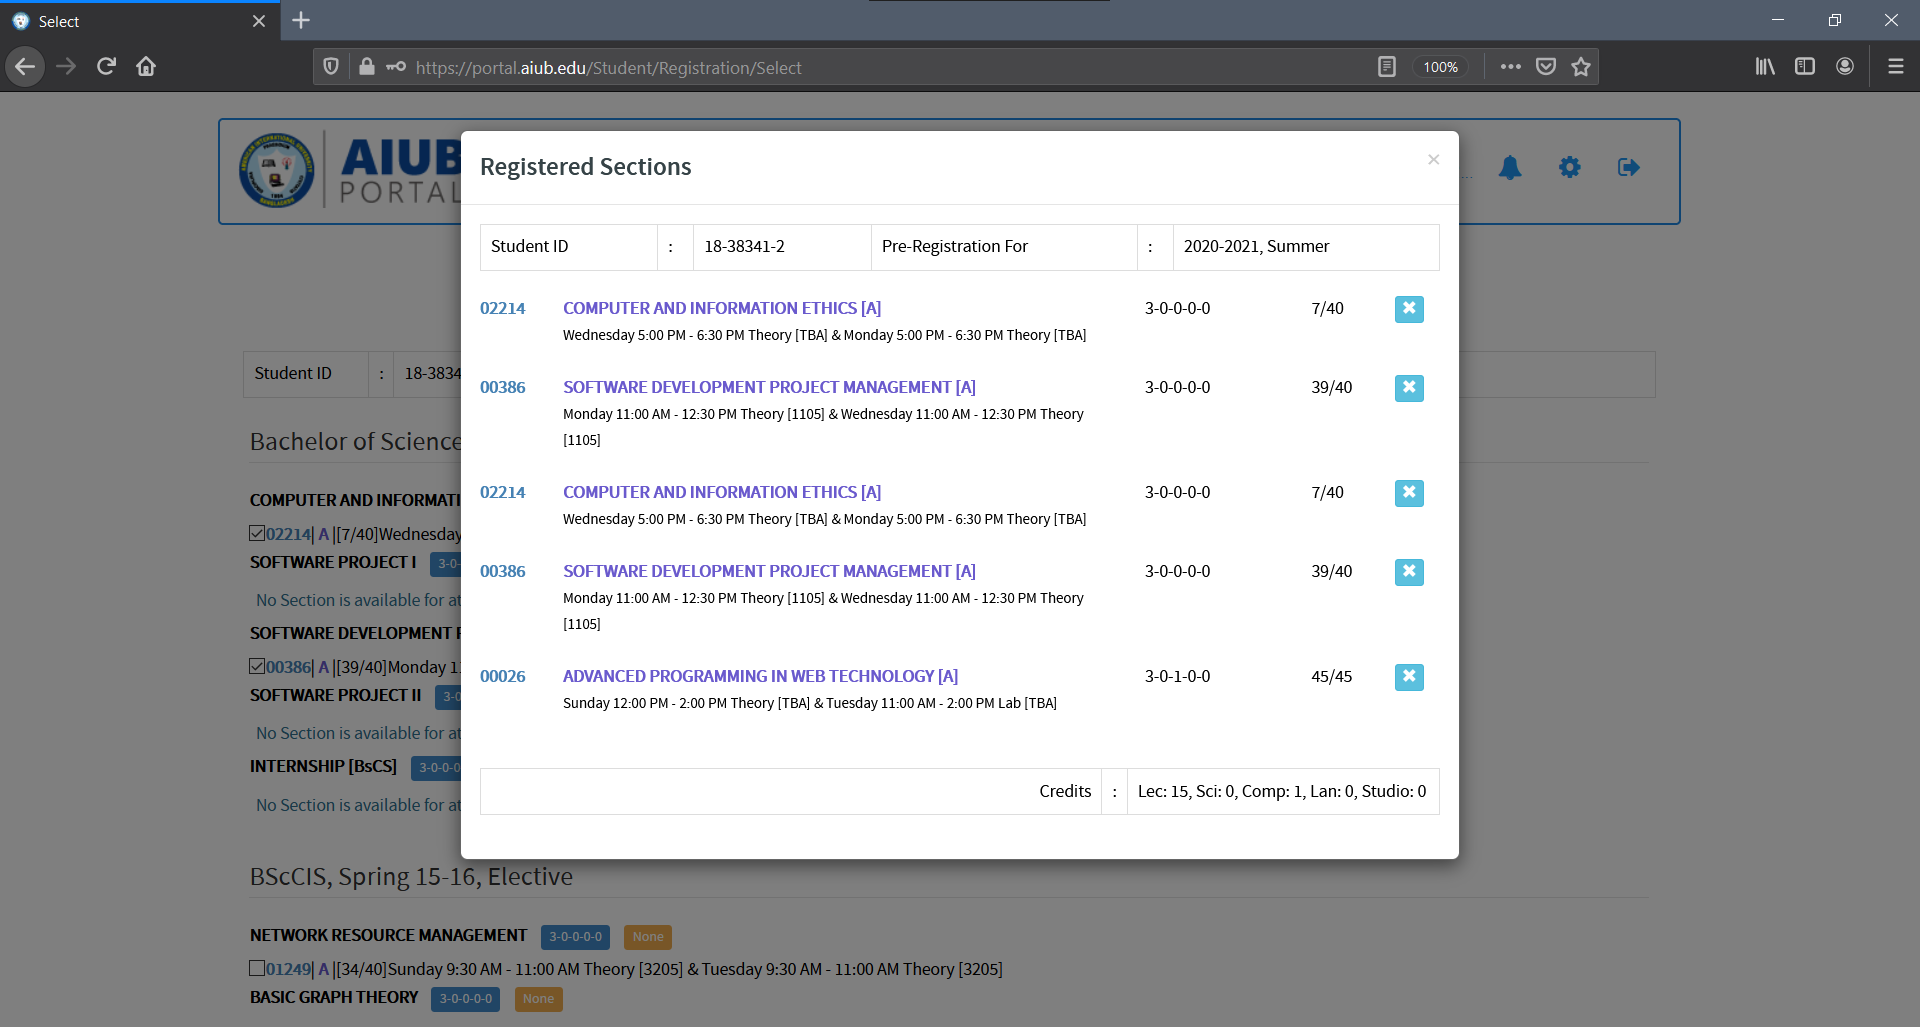 Select
https://portal.aiub.edu/Student/Registration/Select
100%
AIUB
PORTAL
Registered Sections
Student ID : 18-38341-2 Pre-Registration For : 2020-2021, Summer
02214 COMPUTER AND INFORMATION ETHICS [A] 3-0-0-0-0 7/40
Wednesday 5:00 PM - 6:30 PM Theory [TBA] & Monday 5:00 PM - 6:30 PM Theory [TBA]
00386 SOFTWARE DEVELOPMENT PROJECT MANAGEMENT [A] 3-0-0-0-0 39/40
Monday 11:00 AM - 12:30 PM Theory [1105] & Wednesday 11:00 AM - 12:30 PM Theory
[1105]
02214 COMPUTER AND INFORMATION ETHICS [A] 3-0-0-0-0 7/40
Wednesday 5:00 PM - 6:30 PM Theory [TBA] & Monday 5:00 PM - 6:30 PM Theory [TBA]
00386 SOFTWARE DEVELOPMENT PROJECT MANAGEMENT [A] 3-0-0-0-0 39/40
Monday 11:00 AM - 12:30 PM Theory [1105] & Wednesday 11:00 AM - 12:30 PM Theory
[1105]
00026 ADVANCED PROGRAMMING IN WEB TECHNOLOGY [A] 3-0-1-0-0 45/45
Sunday 12:00 PM - 2:00 PM Theory [TBA] & Tuesday 11:00 AM - 2:00 PM Lab [TBA]
Credits : Lec: 15, Sci: 0, Comp: 1, Lan: 0, Studio: 0
Student ID : 18-3834
Bachelor of Science
COMPUTER AND INFORMATI
02214| A |[7/40]Wednesday
SOFTWARE PROJECT I 3-0-
No Section is available for at
SOFTWARE DEVELOPMENT
00386| A |[39/40]Monday 1
SOFTWARE PROJECT II 3-0
No Section is available for at
INTERNSHIP [BsCS] 3-0-0-0
No Section is available for at
BScCIS, Spring 15-16, Elective
NETWORK RESOURCE MANAGEMENT 3-0-0-0-0 None
01249| A |[34/40]Sunday 9:30 AM - 11:00 AM Theory [3205] & Tuesday 9:30 AM - 11:00 AM Theory [3205]
BASIC GRAPH THEORY 3-0-0-0-0 None